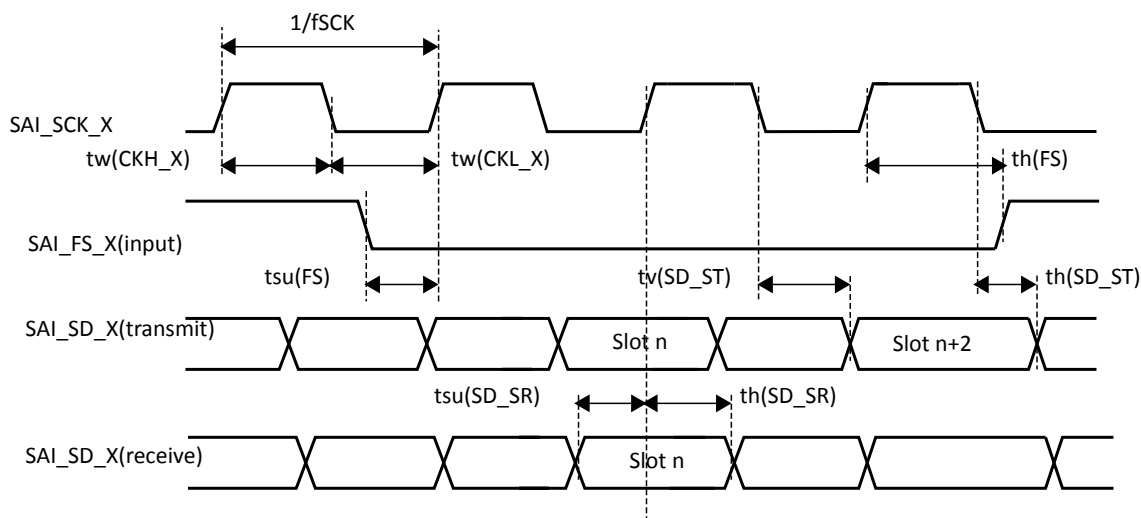 1/fSCK
SAI_SCK_X
tw(CKH_X)
tw(CKL_X)
th(FS)
SAI_FS_X(input)
tsu(FS)
tv(SD_ST)
th(SD_ST)
SAI_SD_X(transmit)
Slot n
Slot n+2
tsu(SD_SR)
th(SD_SR)
SAI_SD_X(receive)
Slot n